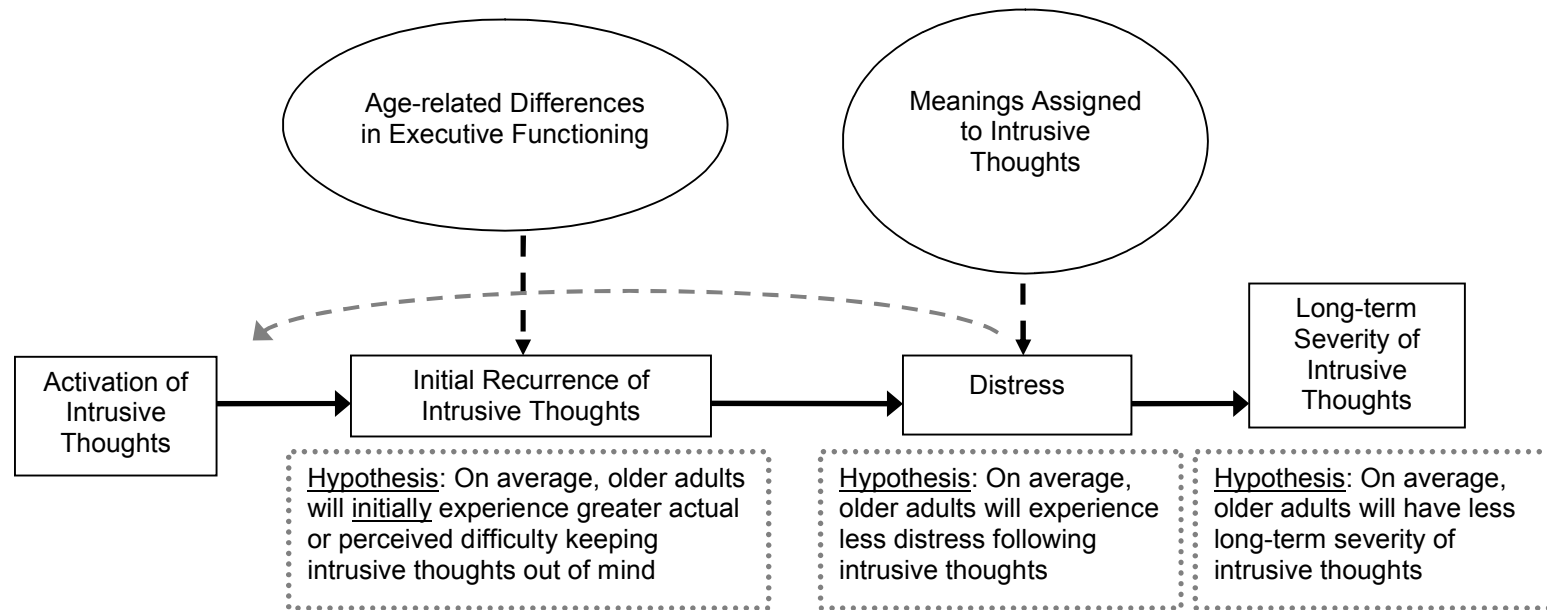 Age-related Differences
in Executive Functioning
Meanings Assigned
to Intrusive
Thoughts
Activation of
Intrusive
Thoughts
Initial Recurrence of
Intrusive Thoughts
Distress
Long-term
Severity of
Intrusive
Thoughts
Hypothesis: On average, older adults
will initially experience greater actual
or perceived difficulty keeping
intrusive thoughts out of mind
Hypothesis: On average,
older adults will experience
less distress following
intrusive thoughts
Hypothesis: On average,
older adults will have less
long-term severity of
intrusive thoughts